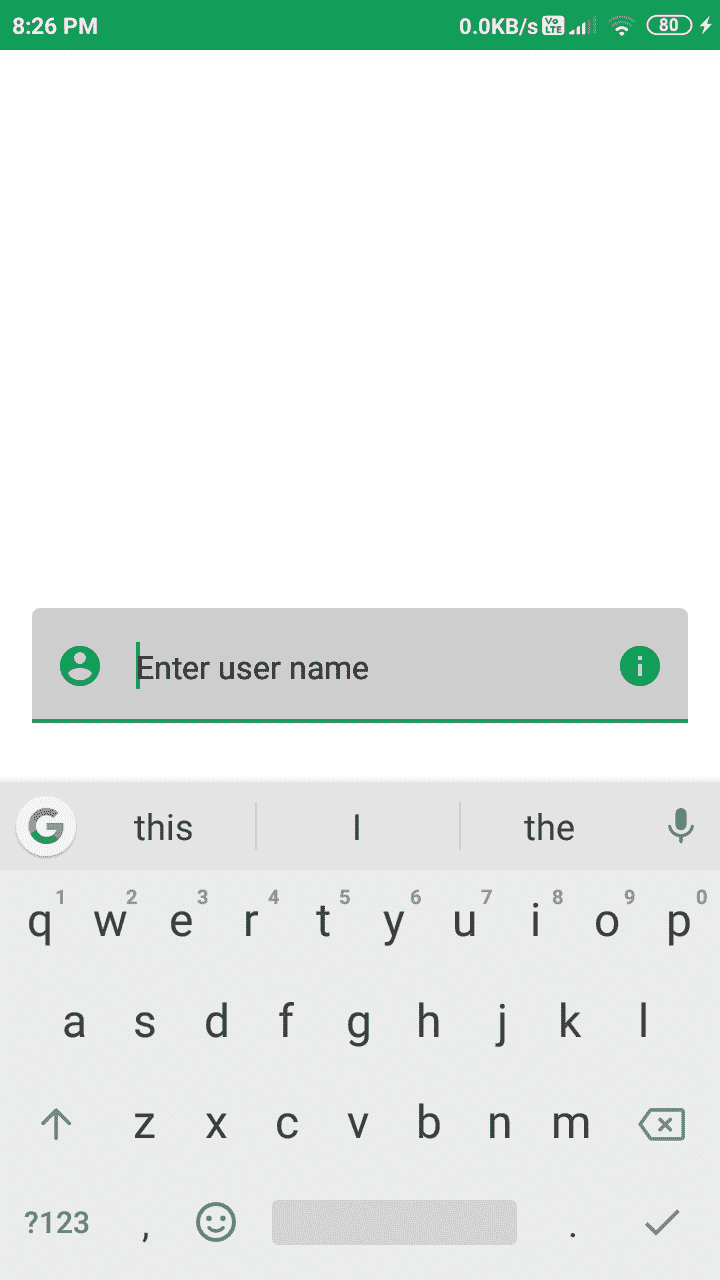 8:26 PM 0.0KB/s Vo LTE 80
Enter user name
G this I the
q 1 w 2 e 3 r 4 t 5 y 6 u 7 i 8 o 9 p 0
a s d f g h j k l
z x c v b n m
?123 , .